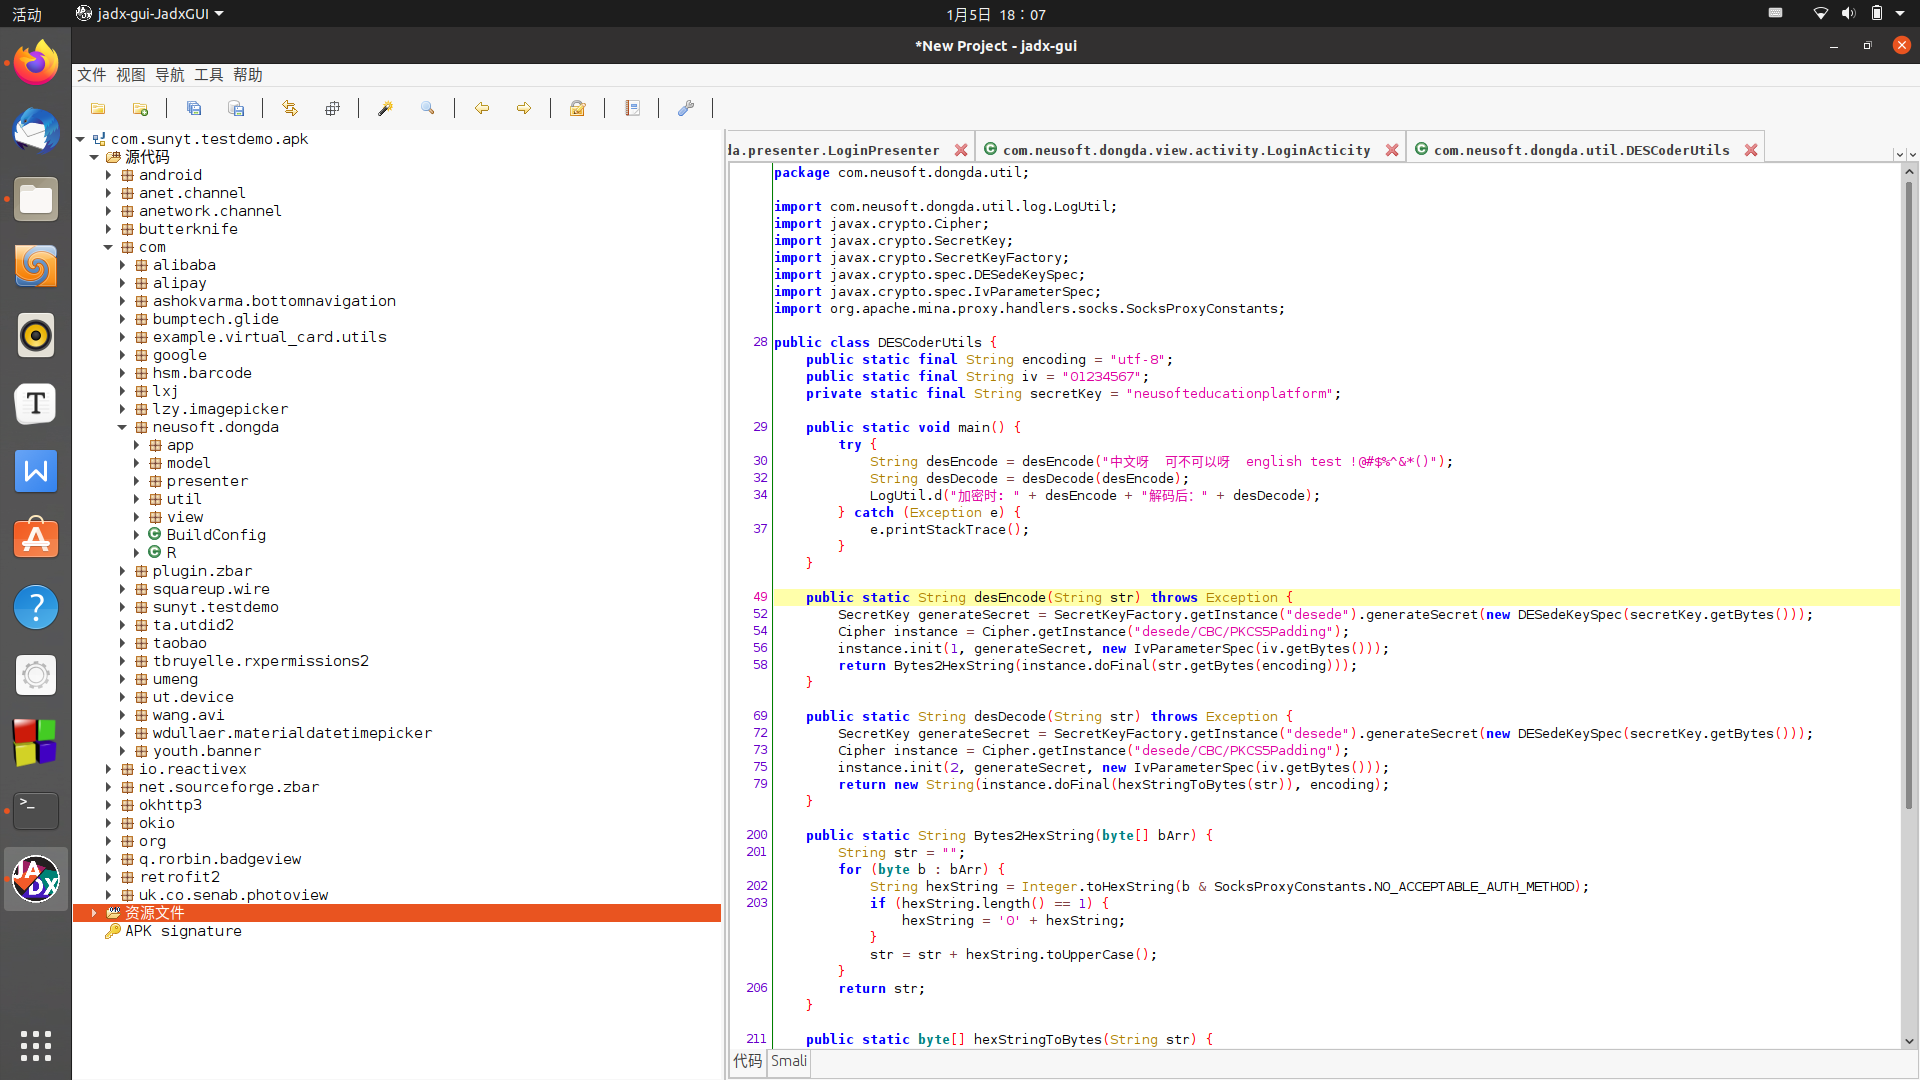 活动
jadx-gui-JadxGUI
1月5日 18：07
*New Project - jadx-gui
文件 视图 导航 工具 帮助
com.sunyt.testdemo.apk
源代码
android
anet.channel
anetwork.channel
butterknife
com
alibaba
alipay
ashokvarma.bottomnavigation
bumptech.glide
example.virtual_card.utils
google
hsm.barcode
lxj
lzy.imagepicker
neusoft.dongda
app
model
presenter
util
view
BuildConfig
R
plugin.zbar
squareup.wire
sunyt.testdemo
ta.utdid2
taobao
tbruyelle.rxpermissions2
umeng
ut.device
wang.avi
wdullaer.materialdatetimepicker
youth.banner
io.reactivex
net.sourceforge.zbar
okhttp3
okio
org
q.rorbin.badgeview
retrofit2
uk.co.senab.photoview
资源文件
APK signature
da.presenter.LoginPresenter
com.neusoft.dongda.view.activity.LoginActicity
com.neusoft.dongda.util.DESCoderUtils
package com.neusoft.dongda.util;
import com.neusoft.dongda.util.log.LogUtil;
import javax.crypto.Cipher;
import javax.crypto.SecretKey;
import javax.crypto.SecretKeyFactory;
import javax.crypto.spec.DESedeKeySpec;
import javax.crypto.spec.IvParameterSpec;
import org.apache.mina.proxy.handlers.socks.SocksProxyConstants;
28 public class DESCoderUtils {
public static final String encoding = "utf-8";
public static final String iv = "01234567";
private static final String secretKey = "neusofteducationplatform";
29 public static void main() {
try {
30 String desEncode = desEncode("中文呀  可不可以呀  english test !@#$%^&*()");
32 String desDecode = desDecode(desEncode);
34 LogUtil.d("加密时: " + desEncode + "解码后：" + desDecode);
} catch (Exception e) {
37 e.printStackTrace();
}
}
49 public static String desEncode(String str) throws Exception {
52 SecretKey generateSecret = SecretKeyFactory.getInstance("desede").generateSecret(new DESedeKeySpec(secretKey.getBytes()));
54 Cipher instance = Cipher.getInstance("desede/CBC/PKCS5Padding");
56 instance.init(1, generateSecret, new IvParameterSpec(iv.getBytes()));
58 return Bytes2HexString(instance.doFinal(str.getBytes(encoding)));
}
69 public static String desDecode(String str) throws Exception {
72 SecretKey generateSecret = SecretKeyFactory.getInstance("desede").generateSecret(new DESedeKeySpec(secretKey.getBytes()));
73 Cipher instance = Cipher.getInstance("desede/CBC/PKCS5Padding");
75 instance.init(2, generateSecret, new IvParameterSpec(iv.getBytes()));
79 return new String(instance.doFinal(hexStringToBytes(str)), encoding);
}
200 public static String Bytes2HexString(byte[] bArr) {
201 String str = "";
for (byte b : bArr) {
202 String hexString = Integer.toHexString(b & SocksProxyConstants.NO_ACCEPTABLE_AUTH_METHOD);
203 if (hexString.length() == 1) {
hexString = '0' + hexString;
}
str = str + hexString.toUpperCase();
}
206 return str;
}
211 public static byte[] hexStringToBytes(String str) {
代码 Smali